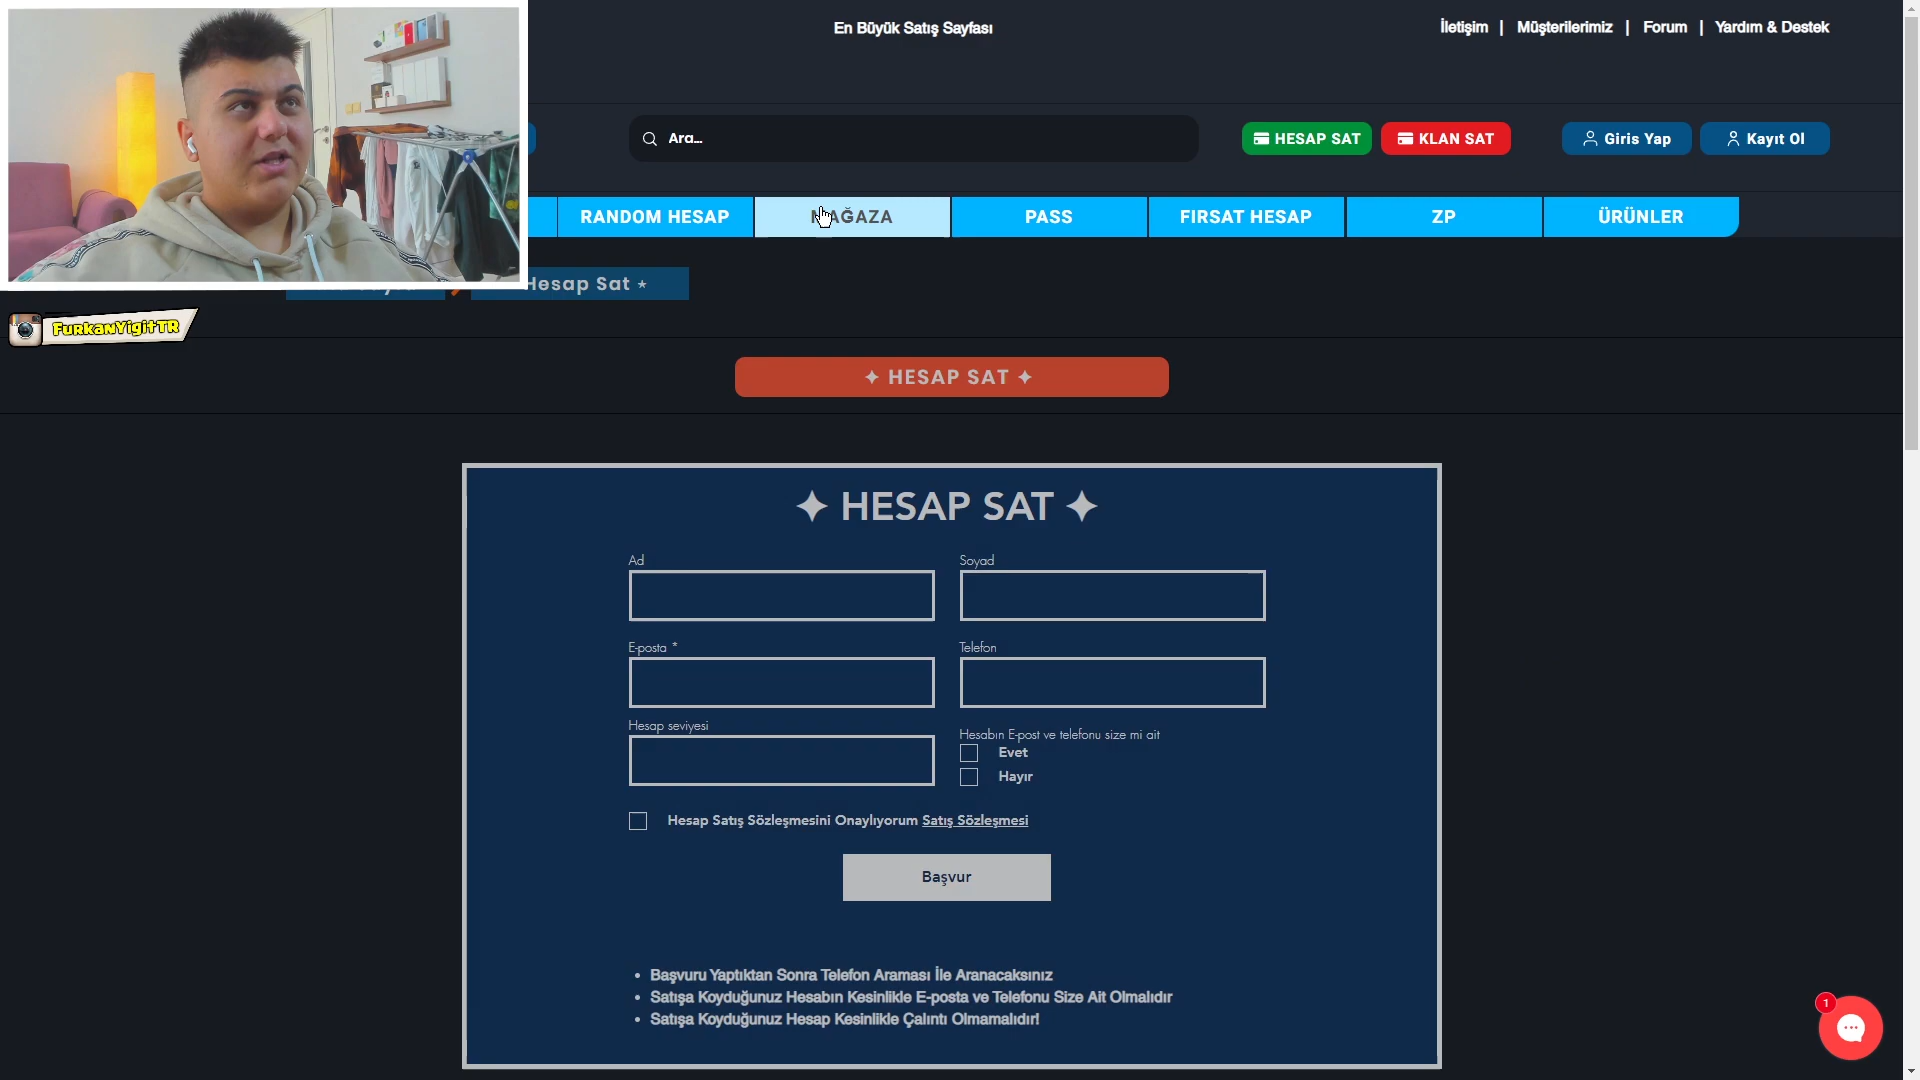 En Büyük Satış Sayfası
İletişim | Müşterilerimiz | Forum | Yardım & Destek
Ara...
HESAP SAT
KLAN SAT
Giris Yap
Kayıt Ol
RANDOM HESAP
MAĞAZA
PASS
FIRSAT HESAP
ZP
ÜRÜNLER
Hesap Sat ⋆
FurkanYigitTR
✦ HESAP SAT ✦
✦ HESAP SAT ✦
Ad
Soyad
E-posta *
Telefon
Hesap seviyesi
Hesabın E-post ve telefonu size mi ait
Evet
Hayır
Hesap Satış Sözleşmesini Onaylıyorum Satış Sözleşmesi
Başvur
• Başvuru Yaptıktan Sonra Telefon Araması İle Aranacaksınız
• Satışa Koyduğunuz Hesabın Kesinlikle E-posta ve Telefonu Size Ait Olmalıdır
• Satışa Koyduğunuz Hesap Kesinlikle Çalıntı Olmamalıdır!
1